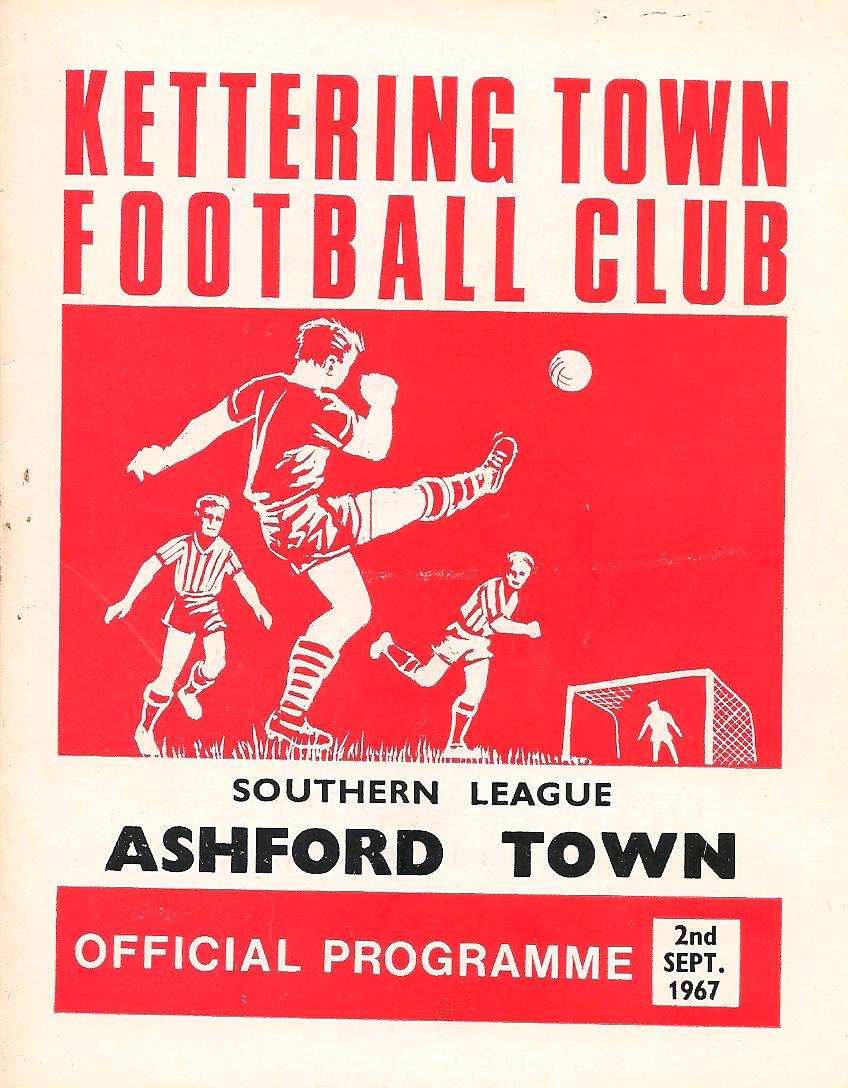 KETTERING TOWN
FOOTBALL CLUB
SOUTHERN LEAGUE
ASHFORD TOWN
OFFICIAL PROGRAMME
2nd
SEPT.
1967